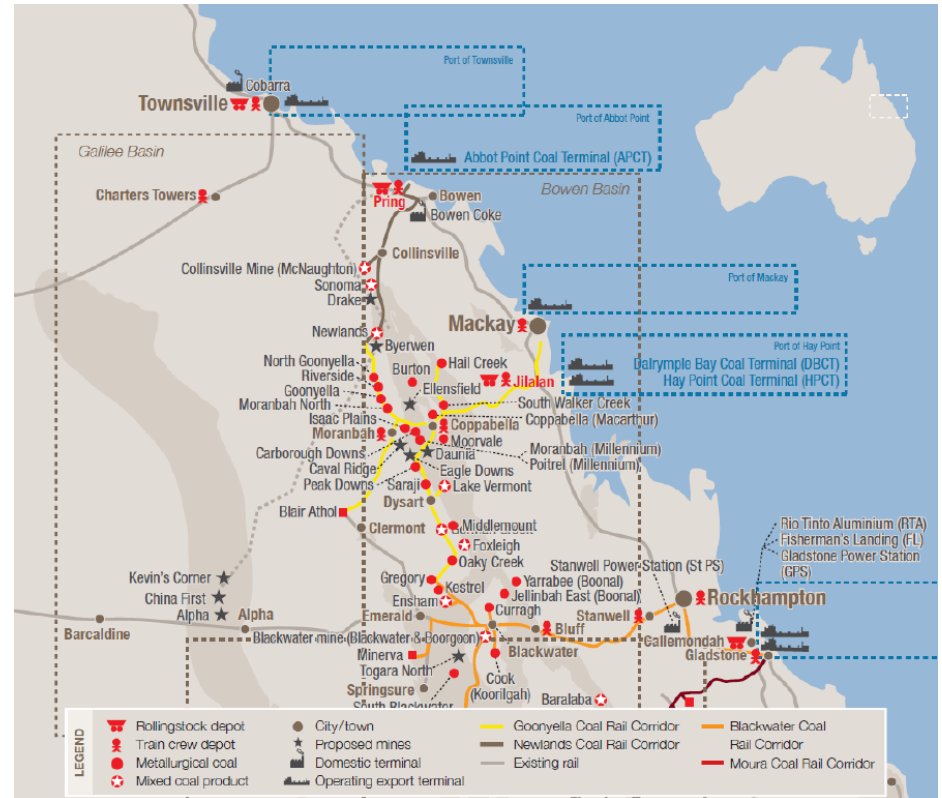 Port of Townsville
Cobarra
Townsville
Port of Abbot Point
Abbot Point Coal Terminal (APCT)
Galilee Basin
Bowen Basin
Charters Towers
Pring
Bowen
Bowen Coke
Collinsville
Collinsville Mine (McNaughton)
Sonoma
Drake
Port of Mackay
Newlands
Mackay
Byerwen
Port of Hay Point
Dalrymple Bay Coal Terminal (DBCT)
Hay Point Coal Terminal (HPCT)
North Goonyella
Hail Creek
Riverside
Burton
Jilalan
Goonyella
Ellensfield
Moranbah North
South Walker Creek
Isaac Plains
Coppabella (Macarthur)
Moranbah
Coppabella
Moorvale
Carborough Downs
Daunia
Moranbah (Millennium)
Caval Ridge
Poitrel (Millennium)
Eagle Downs
Peak Downs
Saraji
Lake Vermont
Dysart
Blair Athol
Clermont
Middlemount
Foxleigh
Oaky Creek
Rio Tinto Aluminium (RTA)
Fisherman's Landing (FL)
Gladstone Power Station
(GPS)
Stanwell Power Station (St PS)
Kevin's Corner
China First
Alpha
Alpha
Barcaldine
Gregory
Kestrel
Ensham
Yarrabee (Boonal)
Jellinbah East (Boonal)
Curragh
Rockhampton
Emerald
Stanwell
Bluff
Blackwater mine (Blackwater & Boorgoon)
Blackwater
Callemondah
Gladstone
Minerva
Togara North
Cook
(Koorilgah)
Springsure
Baralaba
South Blackwater
LEGEND
Rollingstock depot
Train crew depot
Metallurgical coal
Mixed coal product
City/town
Proposed mines
Domestic terminal
Operating export terminal
Goonyella Coal Rail Corridor
Newlands Coal Rail Corridor
Existing rail
Blackwater Coal
Rail Corridor
Moura Coal Rail Corridor